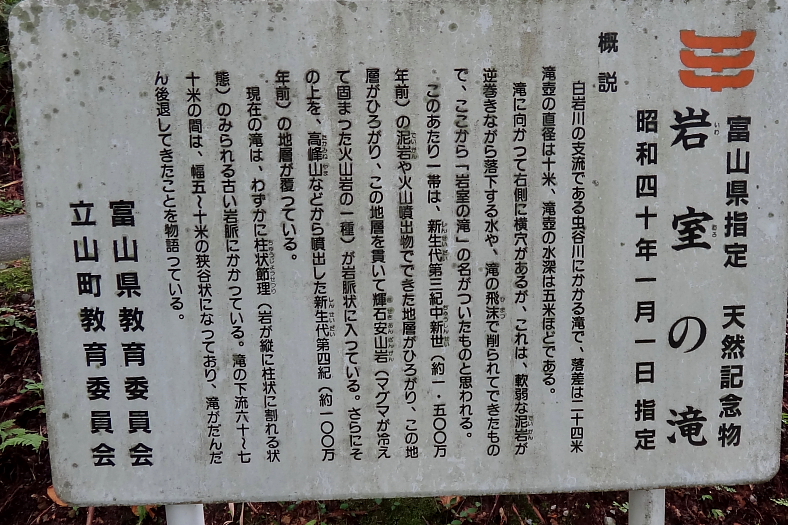 富山県指定　天然記念物
岩室の滝
昭和四十年一月一日 指定
概説
白岩川の支流である虫谷川にかかる滝で、落差は二十四米
滝壺の直径は十米、滝壺の水深は五米ほどである。
滝に向かつて右側に横穴があるが、これは、軟弱な泥岩が
逆巻きながら落下する水や、滝の飛沫で削られてできたもの
で、ここから「岩室の滝」の名がついたものと思われる。
このあたり一帯は、新生代第三紀中新世（約一・五〇〇万
年前）の泥岩や火山噴出物でできた地層がひろがり、この地
層がひろがり、この地層を貫いて輝石安山岩（マグマが冷え
て固まつた火山岩の一種）が岩脈状に入つている。さらにそ
の上を、高峰山などから噴出した新生代第四紀（約一〇〇万
年前）の地層が覆つている。
現在の滝は、わずかに柱状節理（岩が縦に柱状に割れる状
態）のみられる古い岩脈にかかつている。滝の下流六十～七
十米の間は、幅五～十米の狭谷状になつており、滝がだんだ
ん後退してきたことを物語つている。
富山県教育委員会
立山町教育委員会